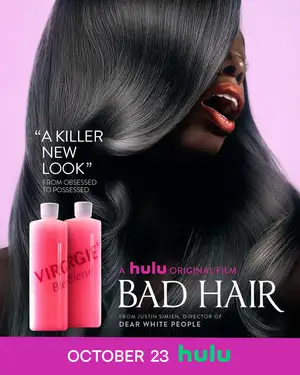 “A KILLER
NEW
LOOK”
FROM OBSESSED
TO POSSESSED.
VIRGIE
A hulu ORIGINAL FILM
BAD HAIR
FROM JUSTIN SIMIEN, DIRECTOR OF
DEAR WHITE PEOPLE
OCTOBER 23 hulu